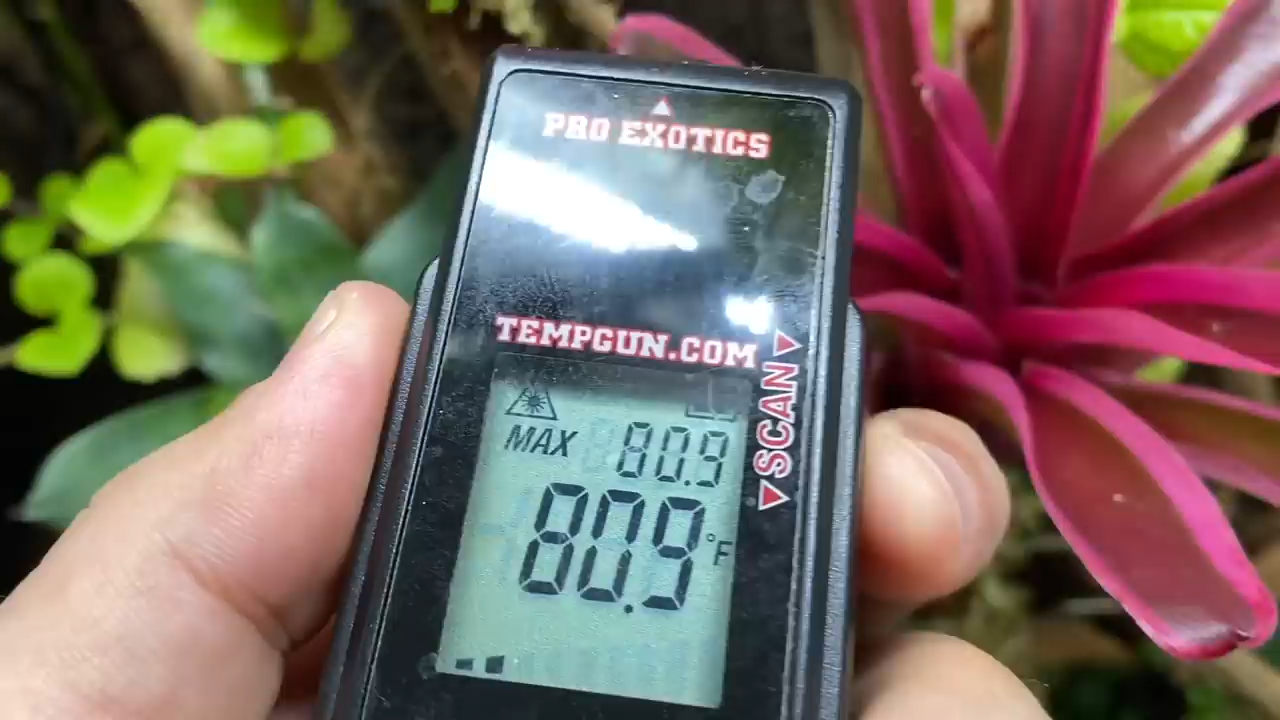 PRO EXOTICS
TEMPGUN.COM
SCAN
MAX 80.9
80.9 °F